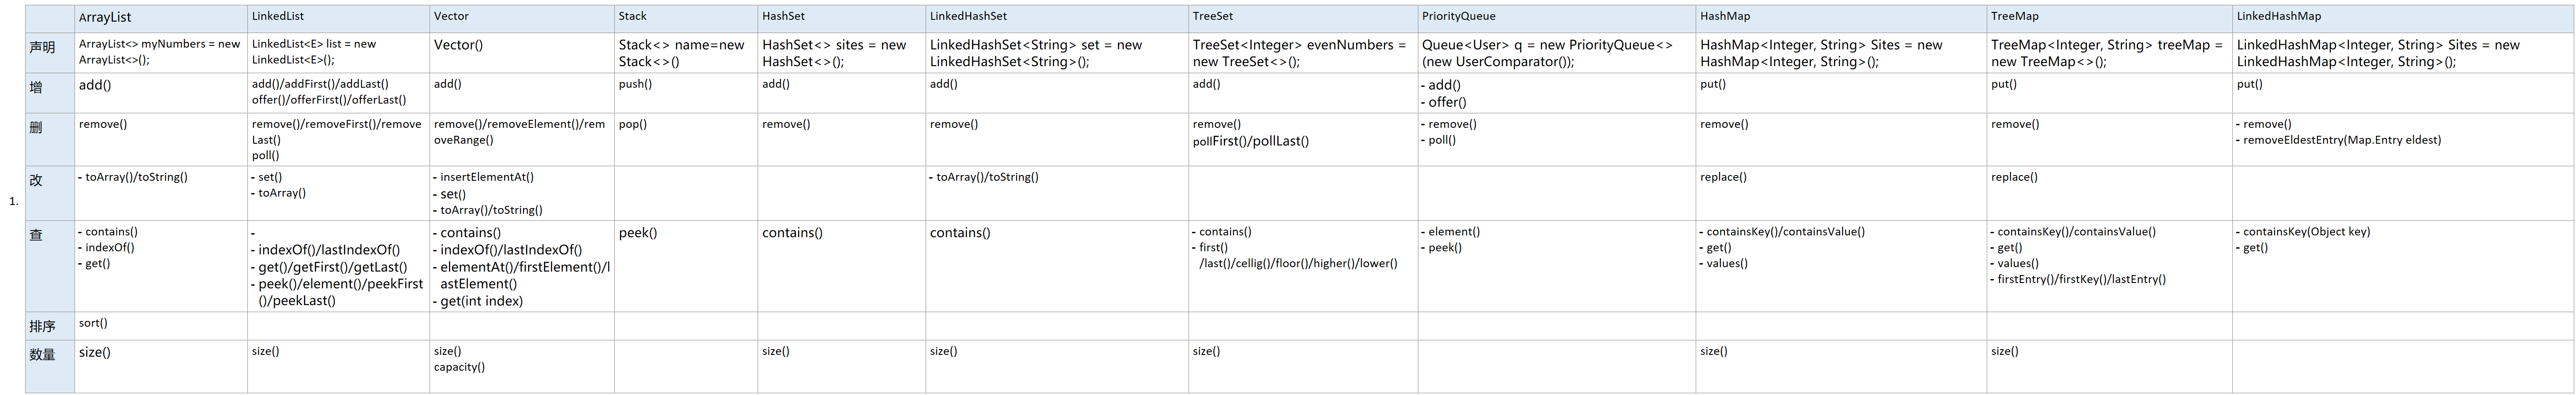 ArrayList LinkedList Vector Stack HashSet LinkedHashSet TreeSet PriorityQueue HashMap TreeMap LinkedHashMap
声明 ArrayList<> myNumbers = new LinkedList<E> list = new Vector() Stack<> name=new HashSet<> sites = new LinkedHashSet<String> set = new TreeSet<Integer> evenNumbers = Queue<User> q = new PriorityQueue<> HashMap<Integer, String> Sites = new TreeMap<Integer, String> treeMap = LinkedHashMap<Integer, String> Sites = new
ArrayList<>(); LinkedList<E>(); Stack<>() HashSet<>(); LinkedHashSet<String>(); new TreeSet<>(); (new UserComparator()); HashMap<Integer, String>(); new TreeMap<>(); LinkedHashMap<Integer, String>();
增 add() add()/addFirst()/addLast() add() push() add() add() add() - add() put() put() put()
offer()/offerFirst()/offerLast() - offer()
删 remove() remove()/removeFirst()/remove remove()/removeElement()/rem pop() remove() remove() remove() - remove() remove() remove() - remove()
Last() oveRange() pollFirst()/pollLast() - poll() - removeEldestEntry(Map.Entry eldest)
poll()
改 - toArray()/toString() - set() - insertElementAt() - toArray()/toString() replace() replace()
- toArray() - set()
- toArray()/toString()
1.
查 - contains() - - contains() peek() contains() contains() - contains() - element() - containsKey()/containsValue() - containsKey()/containsValue() - containsKey(Object key)
- indexOf() - indexOf()/lastIndexOf() - indexOf()/lastIndexOf() - first() - peek() - get() - get() - get()
- get() - get()/getFirst()/getLast() - elementAt()/firstElement()/l /last()/cellig()/floor()/higher()/lower() - values() - values()
- peek()/element()/peekFirst astElement() - firstEntry()/firstKey()/lastEntry()
()/peekLast() - get(int index)
排序 sort()
数量 size() size() size() size() size() size() size() size()
capacity()